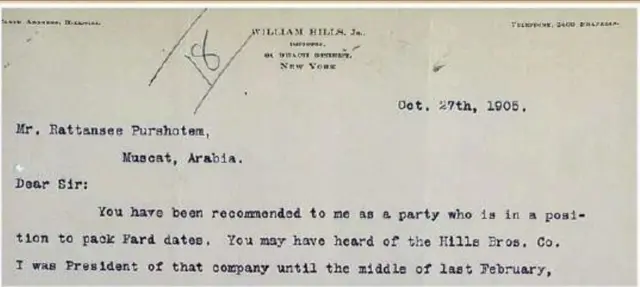 WILLIAM HILLS, Jr.
NEW YORK
18
Oct. 27th, 1905.
Mr. Rattansee Purshotem,
Muscat, Arabia.
Dear Sir:
You have been recommended to me as a party who is in a posi-
tion to pack Fard dates. You may have heard of the Hills Bros. Co.
I was President of that company until the middle of last February,